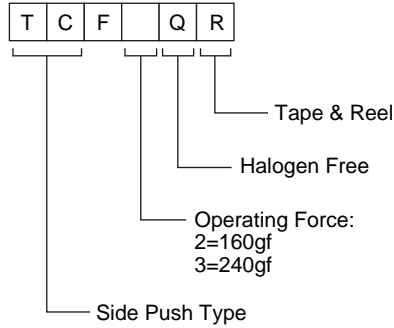 T C F Q R
Tape & Reel
Halogen Free
Operating Force:
2=160gf
3=240gf
Side Push Type